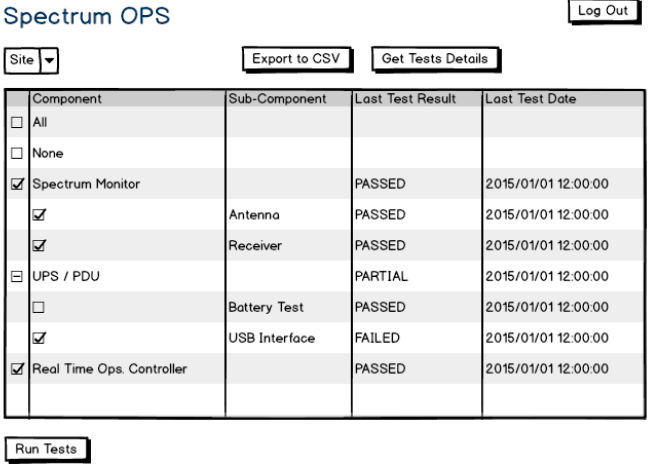 Spectrum OPS
Log Out
Site
Export to CSV
Get Tests Details
Component Sub-Component Last Test Result Last Test Date
All
None
Spectrum Monitor PASSED 2015/01/01 12:00:00
Antenna PASSED 2015/01/01 12:00:00
Receiver PASSED 2015/01/01 12:00:00
UPS / PDU PARTIAL 2015/01/01 12:00:00
Battery Test PASSED 2015/01/01 12:00:00
USB Interface FAILED 2015/01/01 12:00:00
Real Time Ops. Controller PASSED 2015/01/01 12:00:00
Run Tests